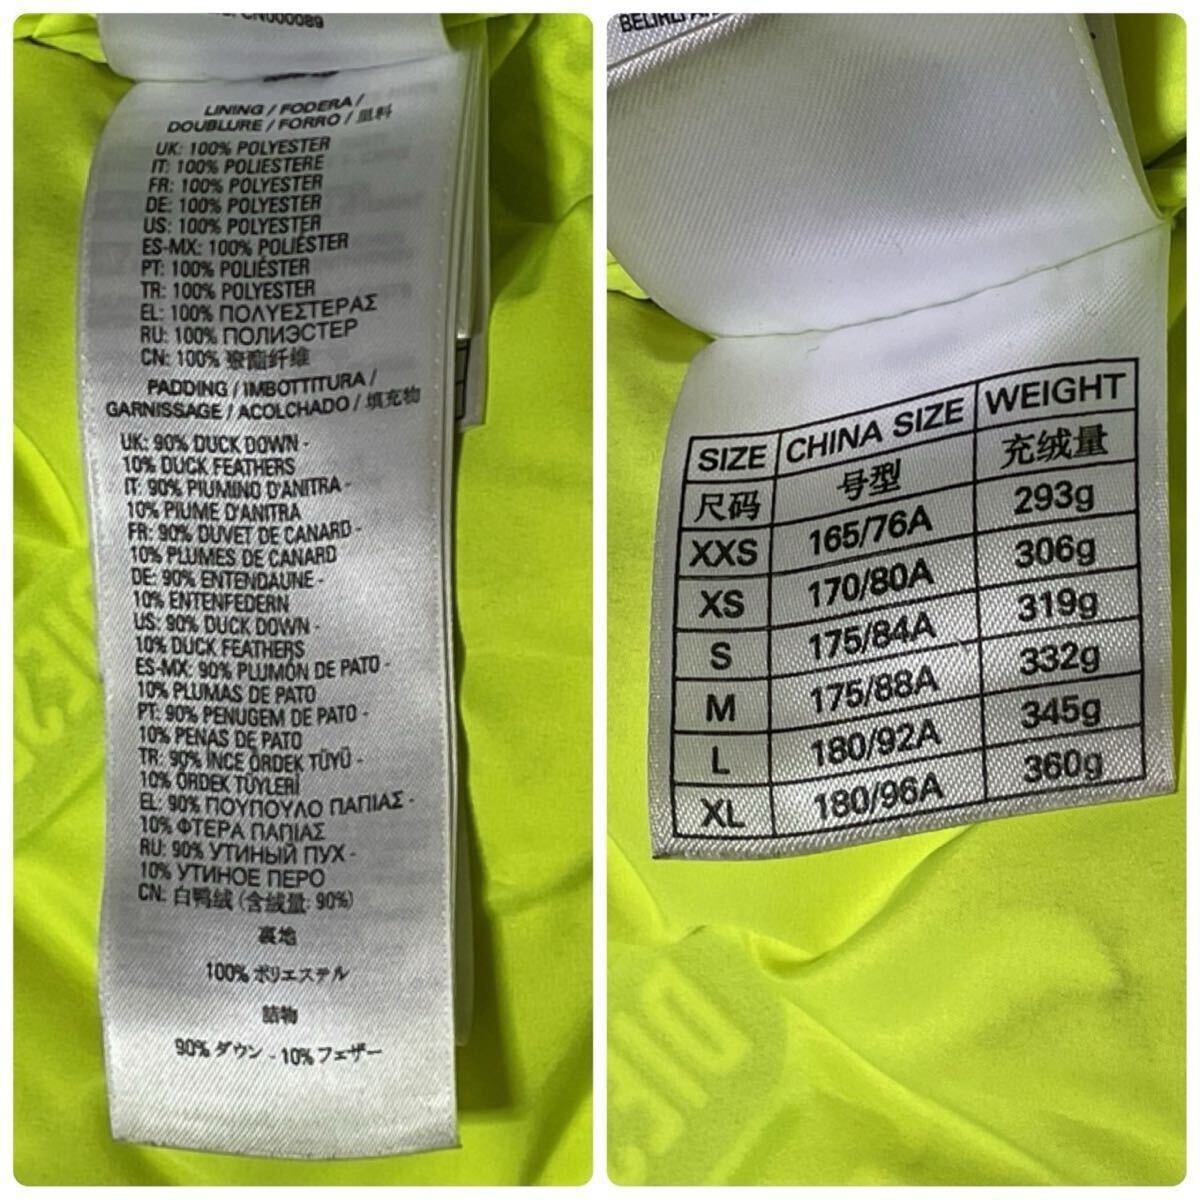 CN000089
LINING / FODERA /
DOUBLURE / FORRO / 里料
UK: 100% POLYESTER
IT: 100% POLIESTERE
FR: 100% POLYESTER
DE: 100% POLYESTER
US: 100% POLYESTER
ES-MX: 100% POLIÉSTER
PT: 100% POLIÉSTER
TR: 100% POLYESTER
EL: 100% ΠΟΛΥΕΣΤΕΡΑΣ
RU: 100% ПОЛИЭСТЕР
CN: 100% 聚酯纤维
PADDING / IMBOTTITURA /
GARNISSAGE / ACOLCHADO / 填充物
UK: 90% DUCK DOWN -
10% DUCK FEATHERS
IT: 90% PIUMINO D'ANITRA -
10% PIUME D'ANITRA
FR: 90% DUVET DE CANARD -
10% PLUMES DE CANARD
DE: 90% ENTENDAUNE -
10% ENTENFEDERN
US: 90% DUCK DOWN -
10% DUCK FEATHERS
ES-MX: 90% PLUMÓN DE PATO -
10% PLUMAS DE PATO
PT: 90% PENUGEM DE PATO -
10% PENAS DE PATO
TR: 90% İNCE ÖRDEK TÜYÜ -
10% ÖRDEK TÜYLERİ
EL: 90% ΠΟΥΠΟΥΛΟ ΠΑΠΙΑΣ -
10% ΦΤΕΡΑ ΠΑΠΙΑΣ
RU: 90% УТИНЫЙ ПУХ -
10% УТИНОЕ ПЕРО
CN: 白鸭绒 (含绒量: 90%)
裏地
100% ポリエステル
詰物
90% ダウン - 10% フェザー
SIZE CHINA SIZE WEIGHT
尺码 号型 充绒量
XXS 165/76A 293g
XS 170/80A 306g
S 175/84A 319g
M 175/88A 332g
L 180/92A 345g
XL 180/96A 360g